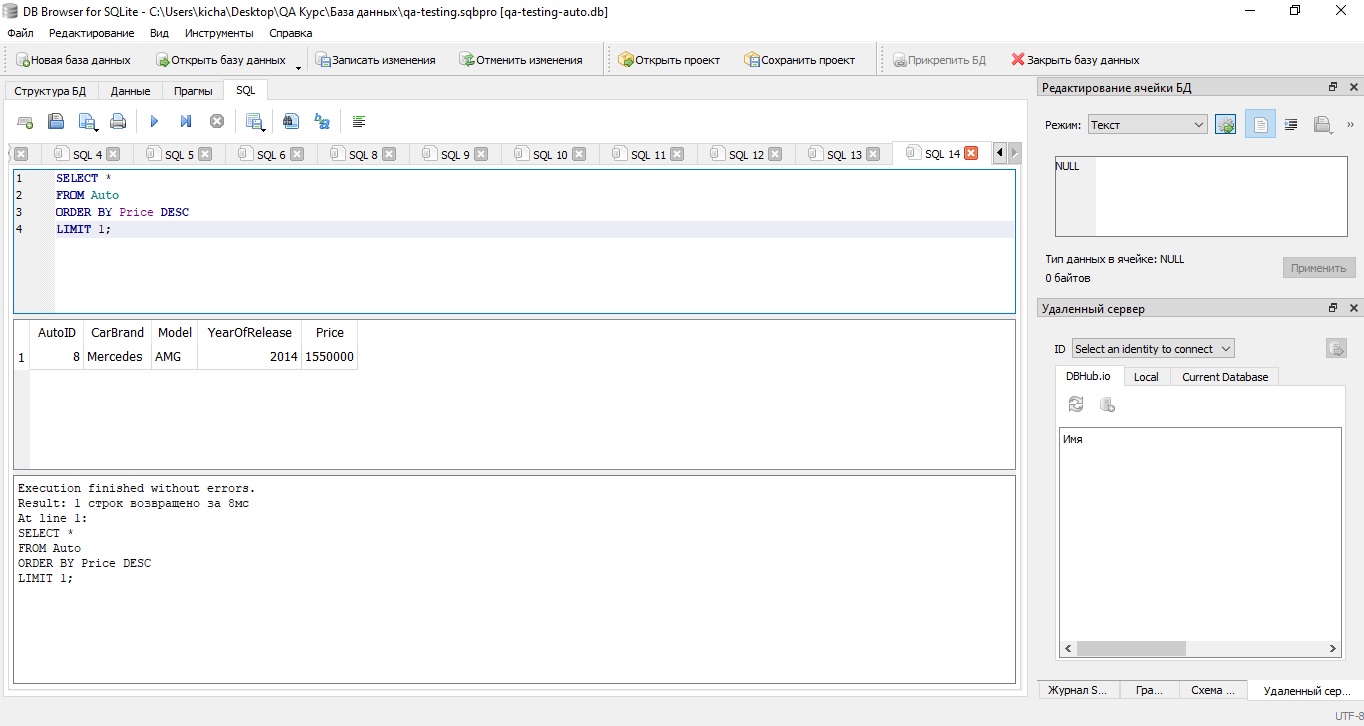 DB Browser for SQLite - C:\Users\kicha\Desktop\QA Курс\База данных\qa-testing.sqbpro [qa-testing-auto.db]
Файл Редактирование Вид Инструменты Справка
Новая база данных Открыть базу данных Записать изменения Отменить изменения Открыть проект Сохранить проект Прикрепить БД Закрыть базу данных
Структура БД Данные Прагмы SQL
SQL 4 SQL 5 SQL 6 SQL 8 SQL 9 SQL 10 SQL 11 SQL 12 SQL 13 SQL 14
1 SELECT *
2 FROM Auto
3 ORDER BY Price DESC
4 LIMIT 1;
AutoID CarBrand Model YearOfRelease Price
1 8 Mercedes AMG 2014 1550000
Execution finished without errors.
Result: 1 строк возвращено за 8мс
At line 1:
SELECT *
FROM Auto
ORDER BY Price DESC
LIMIT 1;
Редактирование ячейки БД
Режим: Текст
NULL
Тип данных в ячейке: NULL
0 байтов
Применить
Удаленный сервер
ID Select an identity to connect
DBHub.io Local Current Database
Имя
Журнал S... Гра... Схема ... Удаленный сер...
UTF-8